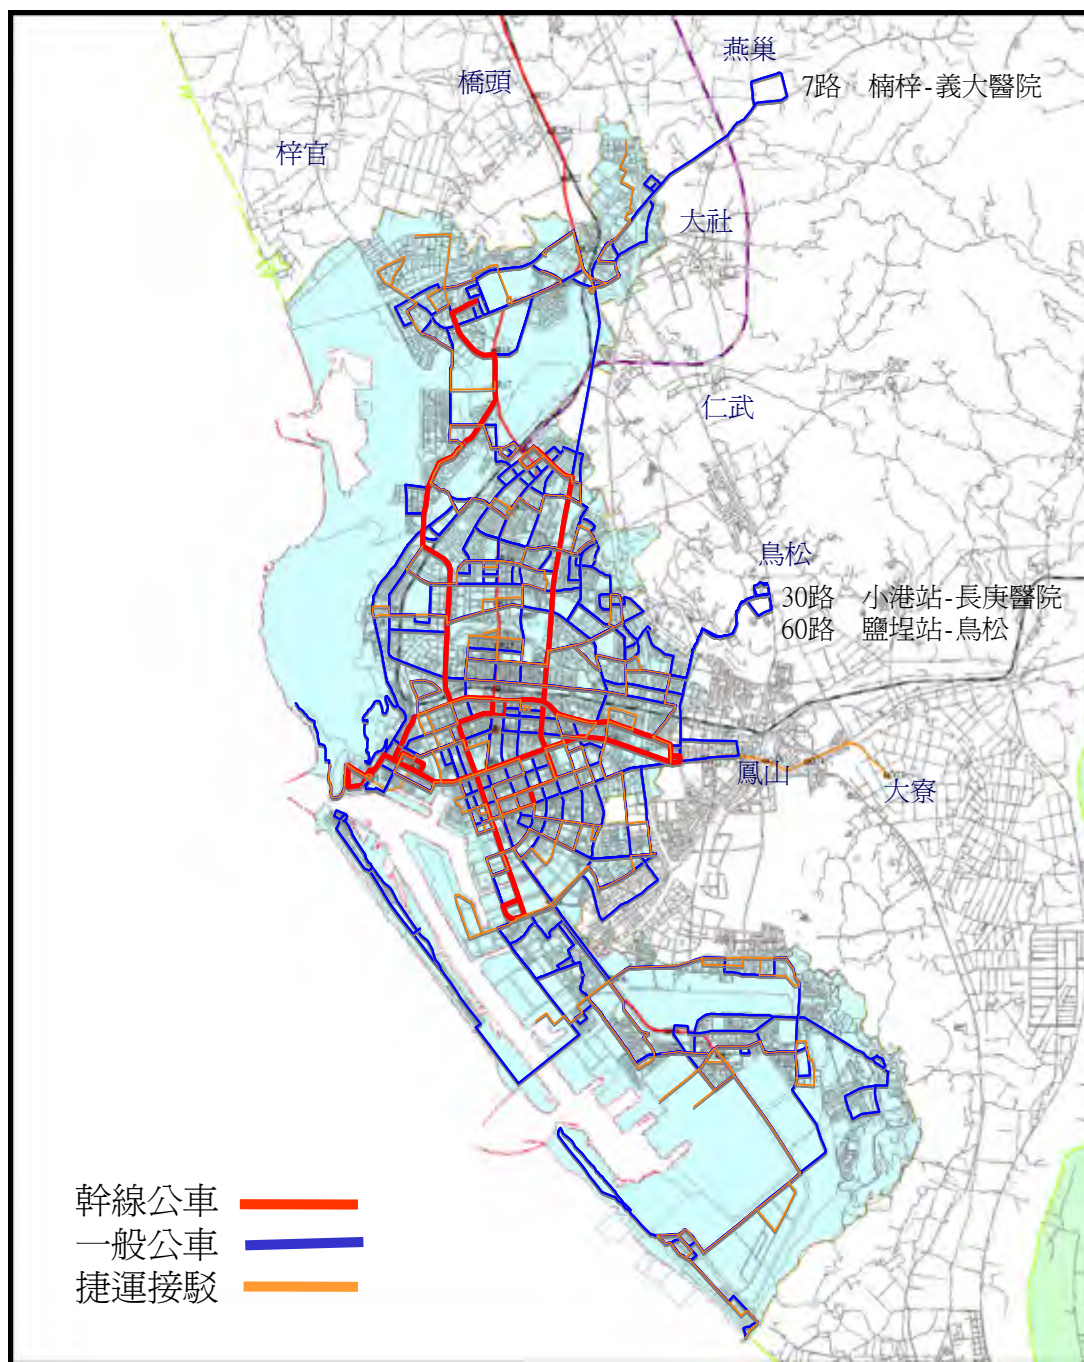 燕巢
橋頭
7路 楠梓-義大醫院
梓官
大社
仁武
鳥松
30路 小港站-長庚醫院
60路 鹽埕站-鳥松
鳳山
大寮
幹線公車
一般公車
捷運接駁